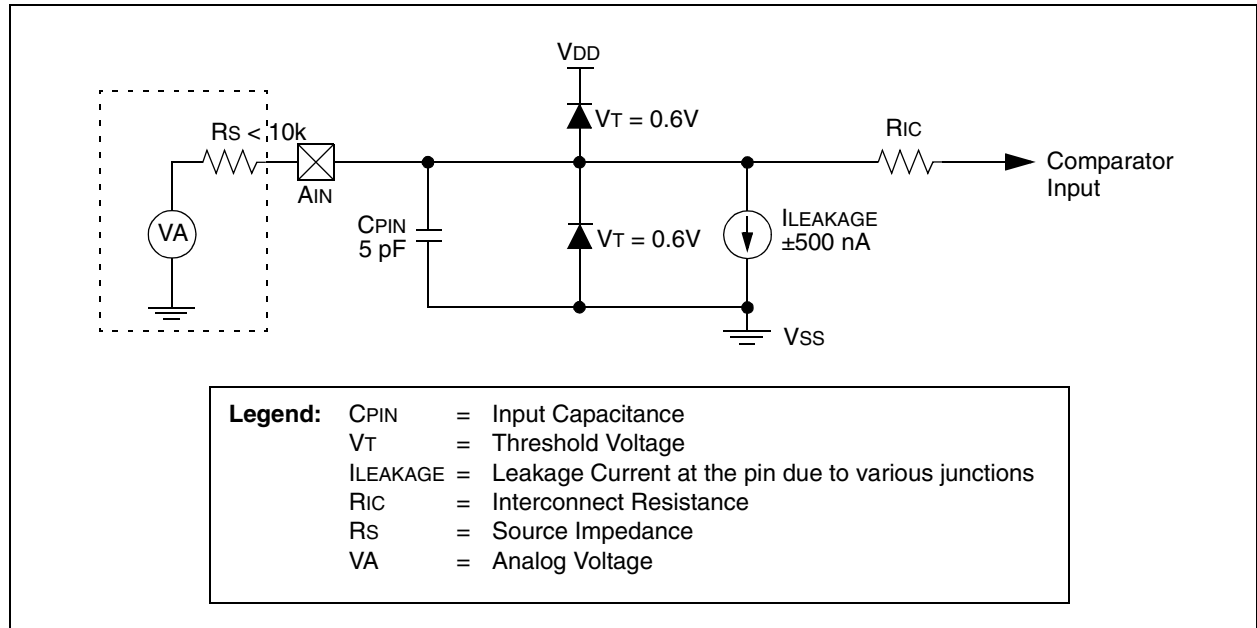 VDD
VT = 0.6V
RS < 10k
RIC
AIN
Comparator
Input
VA
CPIN
5 pF
VT = 0.6V
ILEAKAGE
±500 nA
VSS
Legend: CPIN = Input Capacitance
VT = Threshold Voltage
ILEAKAGE = Leakage Current at the pin due to various junctions
RIC = Interconnect Resistance
RS = Source Impedance
VA = Analog Voltage